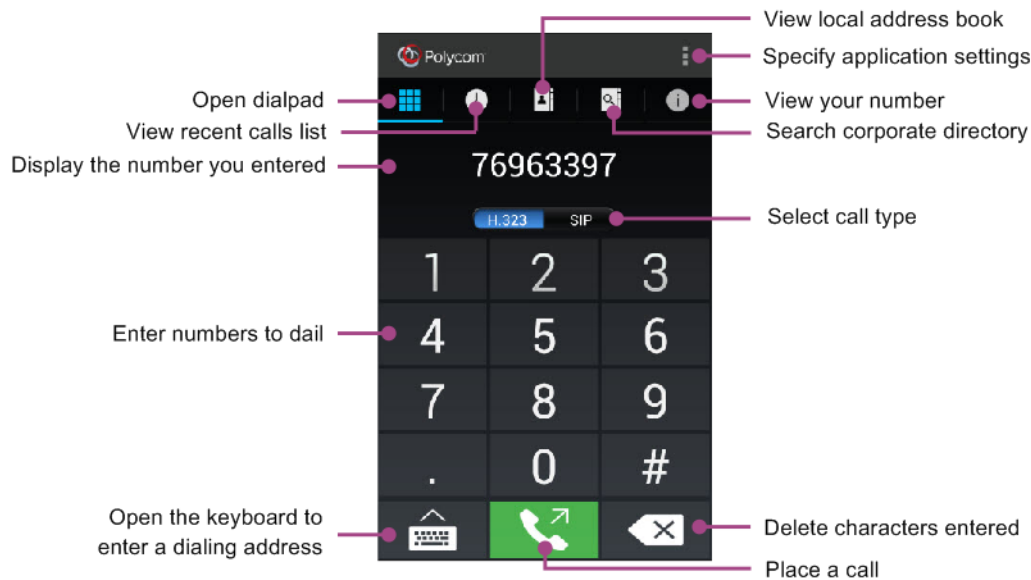 View local address book
Polycom
Specify application settings
Open dialpad
View your number
View recent calls list
Search corporate directory
Display the number you entered
76963397
H.323 SIP
Select call type
1 2 3
Enter numbers to dail
4 5 6
7 8 9
. 0 #
Open the keyboard to
enter a dialing address
Delete characters entered
Place a call